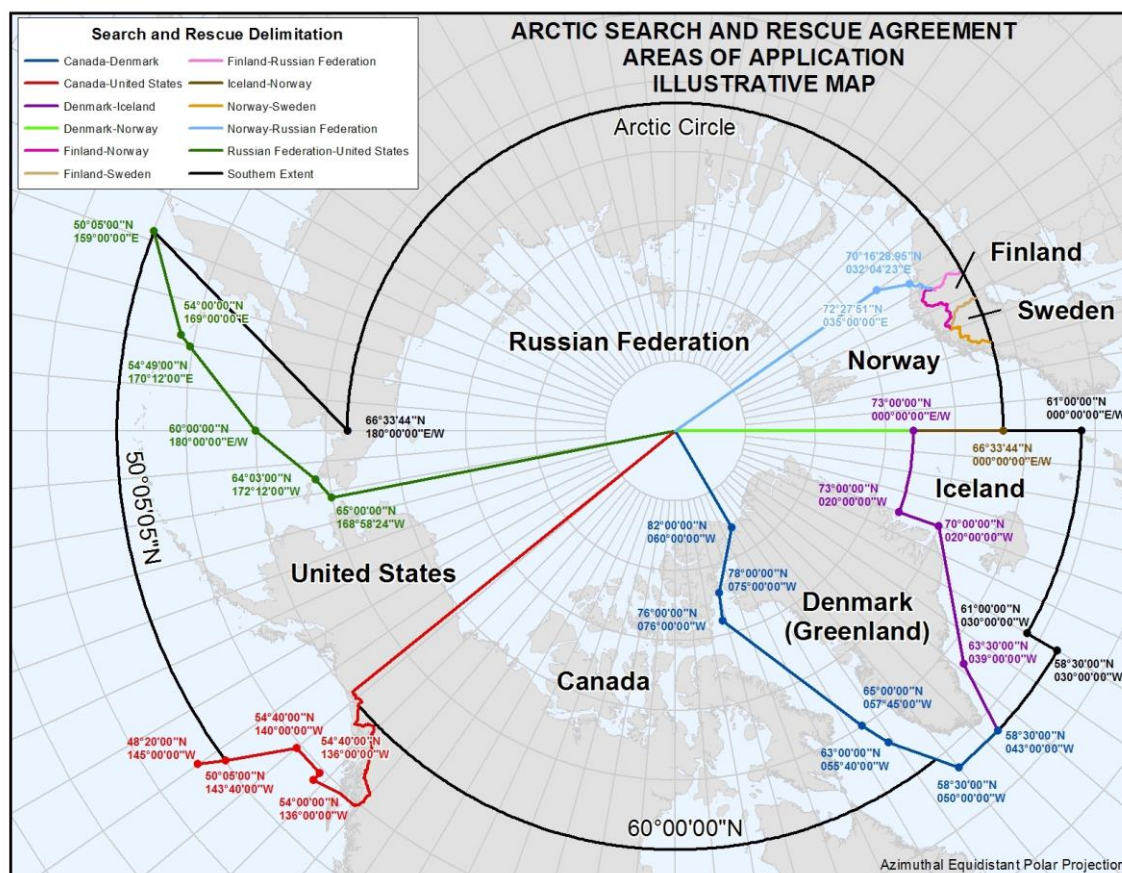 ARCTIC SEARCH AND RESCUE AGREEMENT
AREAS OF APPLICATION
ILLUSTRATIVE MAP
Search and Rescue Delimitation
Canada-Denmark
Canada-United States
Denmark-Iceland
Denmark-Norway
Finland-Norway
Finland-Sweden
Finland-Russian Federation
Iceland-Norway
Norway-Sweden
Norway-Russian Federation
Russian Federation-United States
Southern Extent
Arctic Circle
50°05'00"N
159°00'00"E
54°00'00"N
169°00'00"E
54°49'00"N
170°12'00"E
60°00'00"N
180°00'00"E/W
64°03'00"N
172°12'00"W
65°00'00"N
168°58'24"W
66°33'44"N
180°00'00"E/W
50°05'05"N
Russian Federation
70°16'28.95"N
032°04'23"E
72°27'51"N
035°00'00"E
Finland
Sweden
Norway
73°00'00"N
000°00'00"E/W
61°00'00"N
000°00'00"E/W
66°33'44"N
000°00'00"E/W
Iceland
73°00'00"N
020°00'00"W
70°00'00"N
020°00'00"W
82°00'00"N
060°00'00"W
78°00'00"N
075°00'00"W
76°00'00"N
076°00'00"W
Denmark
(Greenland)
61°00'00"N
030°00'00"W
63°30'00"N
039°00'00"W
58°30'00"N
030°00'00"W
United States
Canada
65°00'00"N
057°45'00"W
63°00'00"N
055°40'00"W
58°30'00"N
043°00'00"W
58°30'00"N
050°00'00"W
54°40'00"N
140°00'00"W
54°40'00"N
136°00'00"W
48°20'00"N
145°00'00"W
50°05'00"N
143°40'00"W
54°00'00"N
136°00'00"W
60°00'00"N
Azimuthal Equidistant Polar Projection